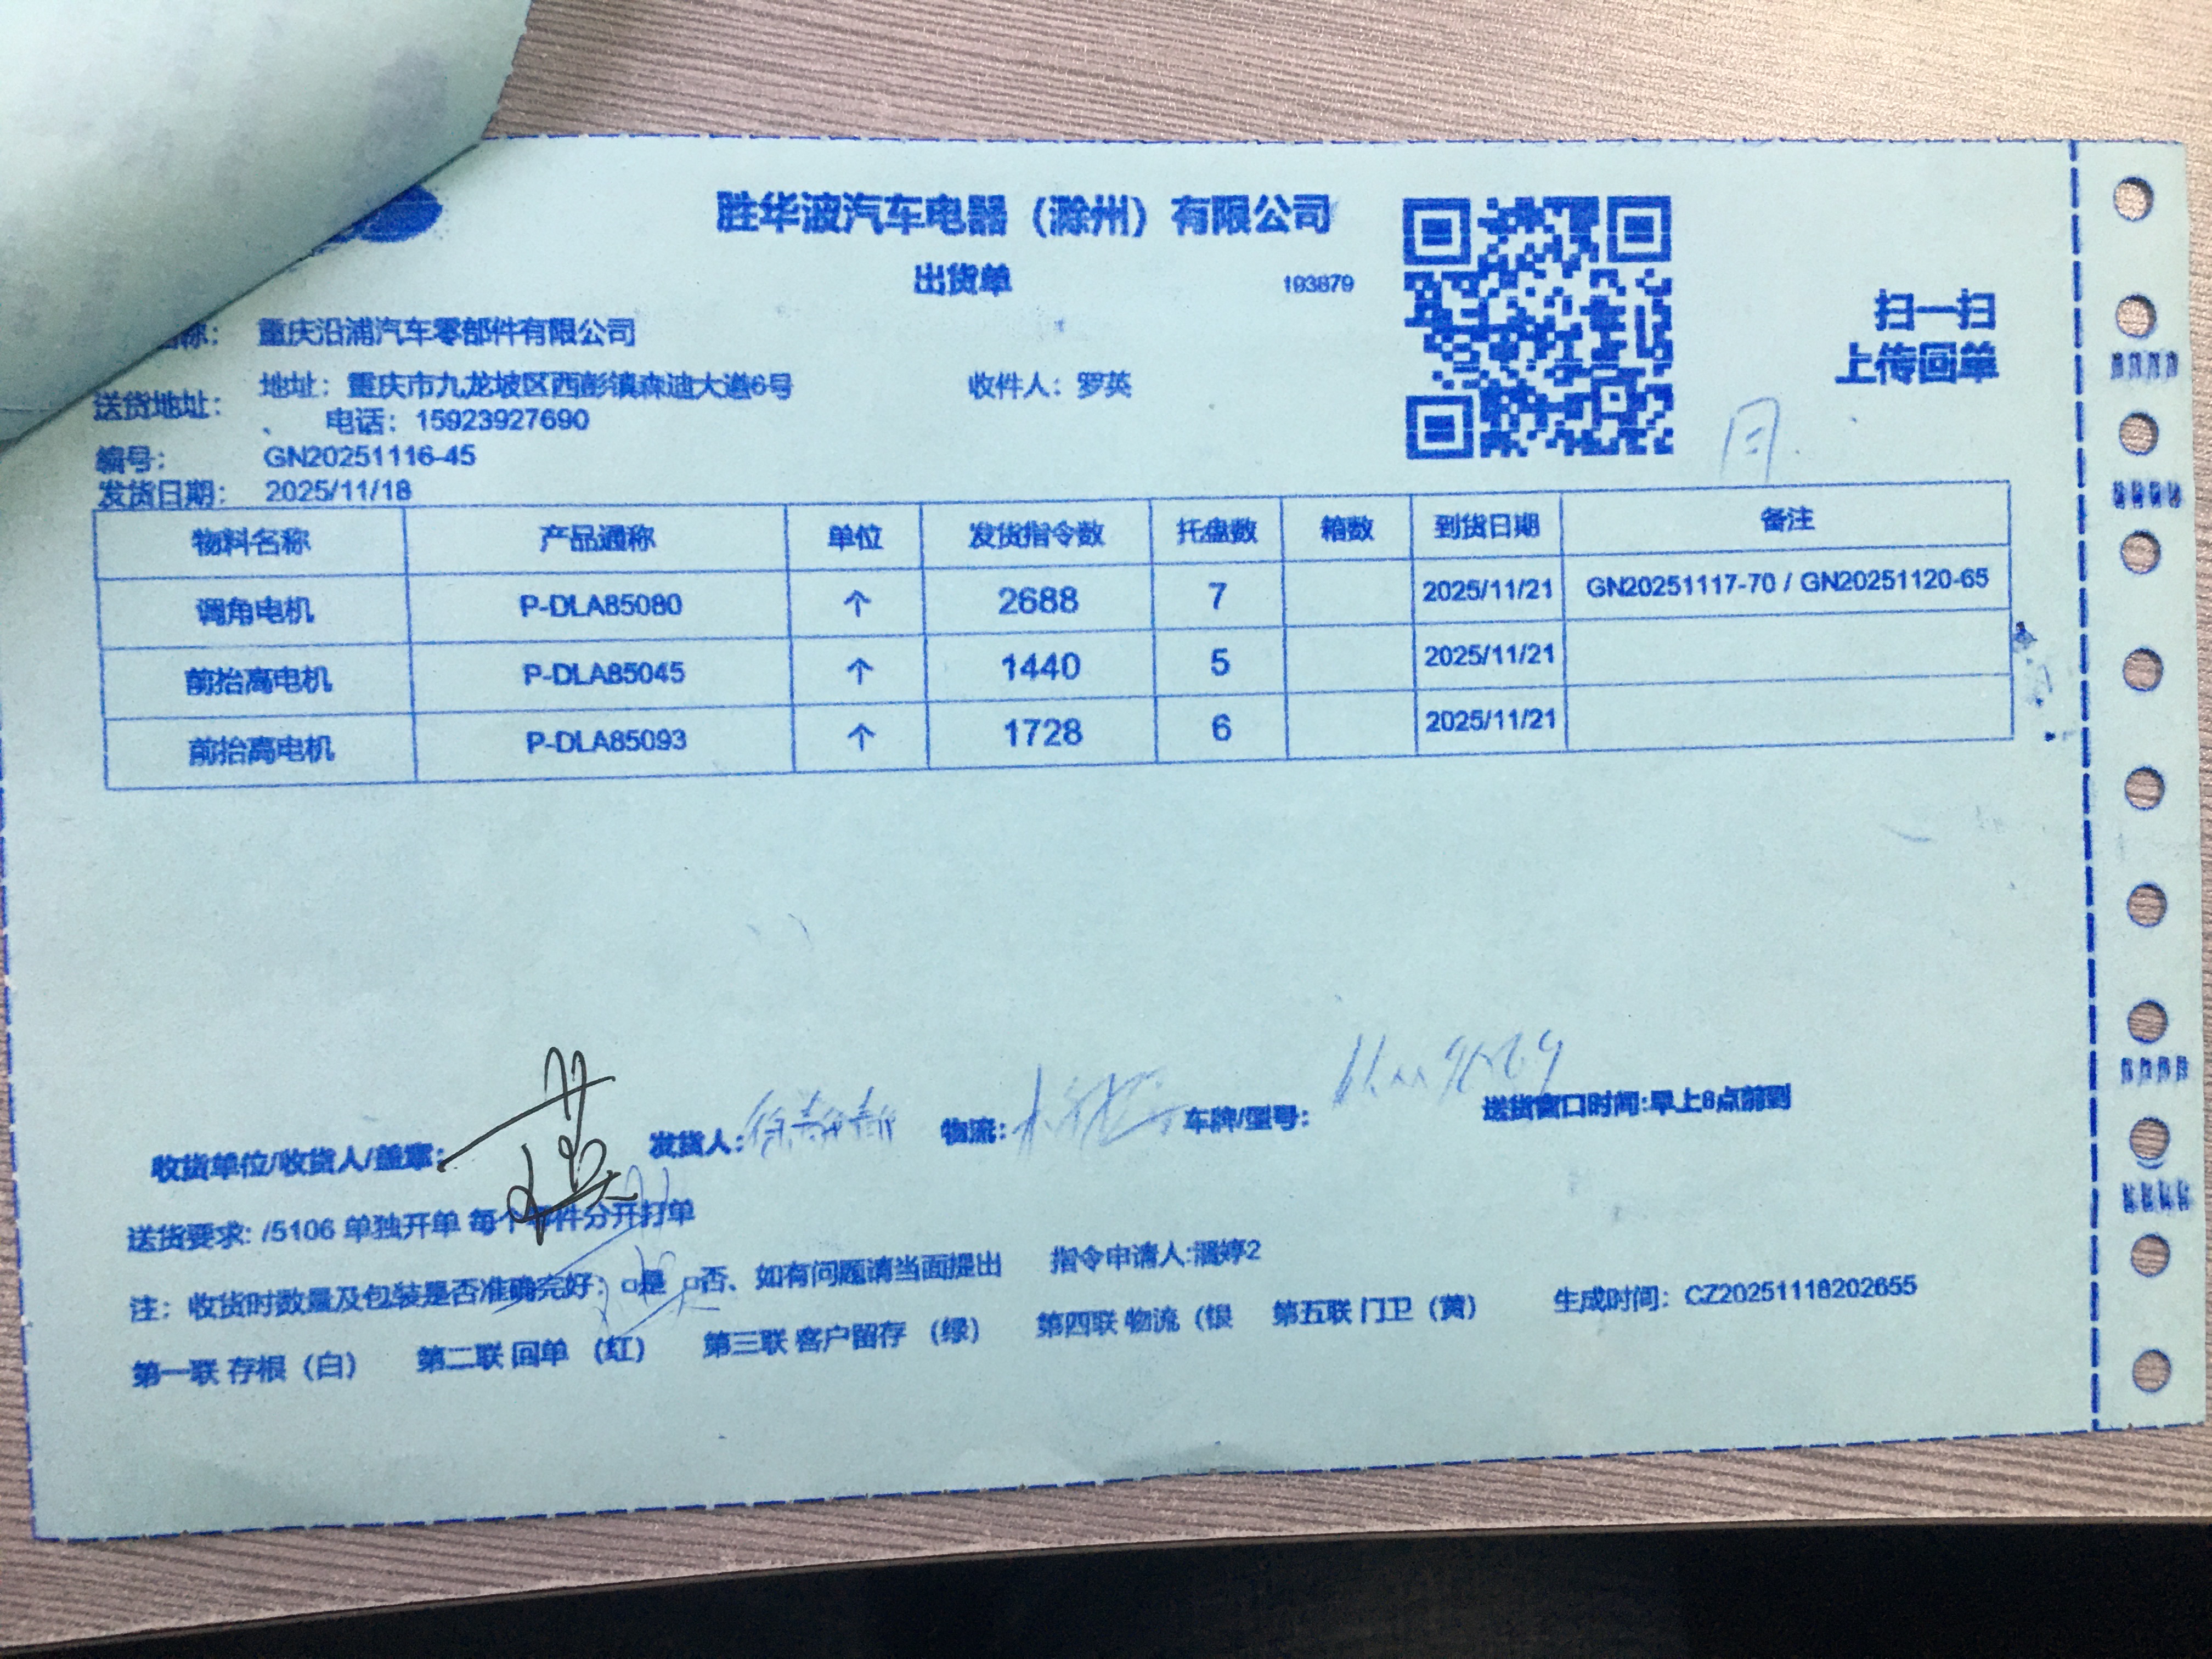 胜华波汽车电器（滁州）有限公司
出货单 193879
扫一扫
上传回单
称： 重庆沿浦汽车零部件有限公司
送货地址： 地址：重庆市九龙坡区西彭镇森迪大道6号 收件人：罗英
、 电话：15923927690
编号： GN20251116-45
发货日期： 2025/11/18
物料名称 产品通称 单位 发货指令数 托盘数 箱数 到货日期 备注
调角电机 P-DLA85080 个 2688 7 2025/11/21 GN20251117-70 / GN20251120-65
前抬高电机 P-DLA85045 个 1440 5 2025/11/21
前抬高电机 P-DLA85093 个 1728 6 2025/11/21
收货单位/收货人/盖章: 发货人: 物流: 车牌/型号: 送货窗口时间:早上8点前到
送货要求: /5106 单独开单 每个 件分开打单
注：收货时数量及包装是否准确完好：□是 □否、如有问题请当面提出 指令申请人: 婷2
第一联 存根（白） 第二联 回单 （红） 第三联 客户留存 （绿） 第四联 物流（银 第五联 门卫（黄） 生成时间：CZ20251118202655